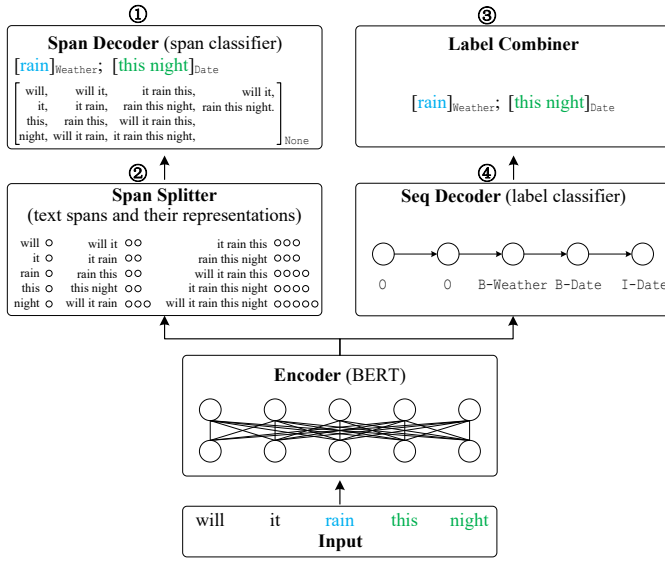 ①
Span Decoder (span classifier)
[rain]Weather; [this night]Date
will, will it, it rain this, will it,
it, it rain, rain this night, rain this night.
this, rain this, will it rain this,
night, will it rain, it rain this night,
None
②
Span Splitter
(text spans and their representations)
will will it it rain this
it it rain rain this night
rain rain this will it rain this
this this night it rain this night
night will it rain will it rain this night
③
Label Combiner
[rain]Weather; [this night]Date
④
Seq Decoder (label classifier)
O O B-Weather B-Date I-Date
Encoder (BERT)
will it rain this night
Input